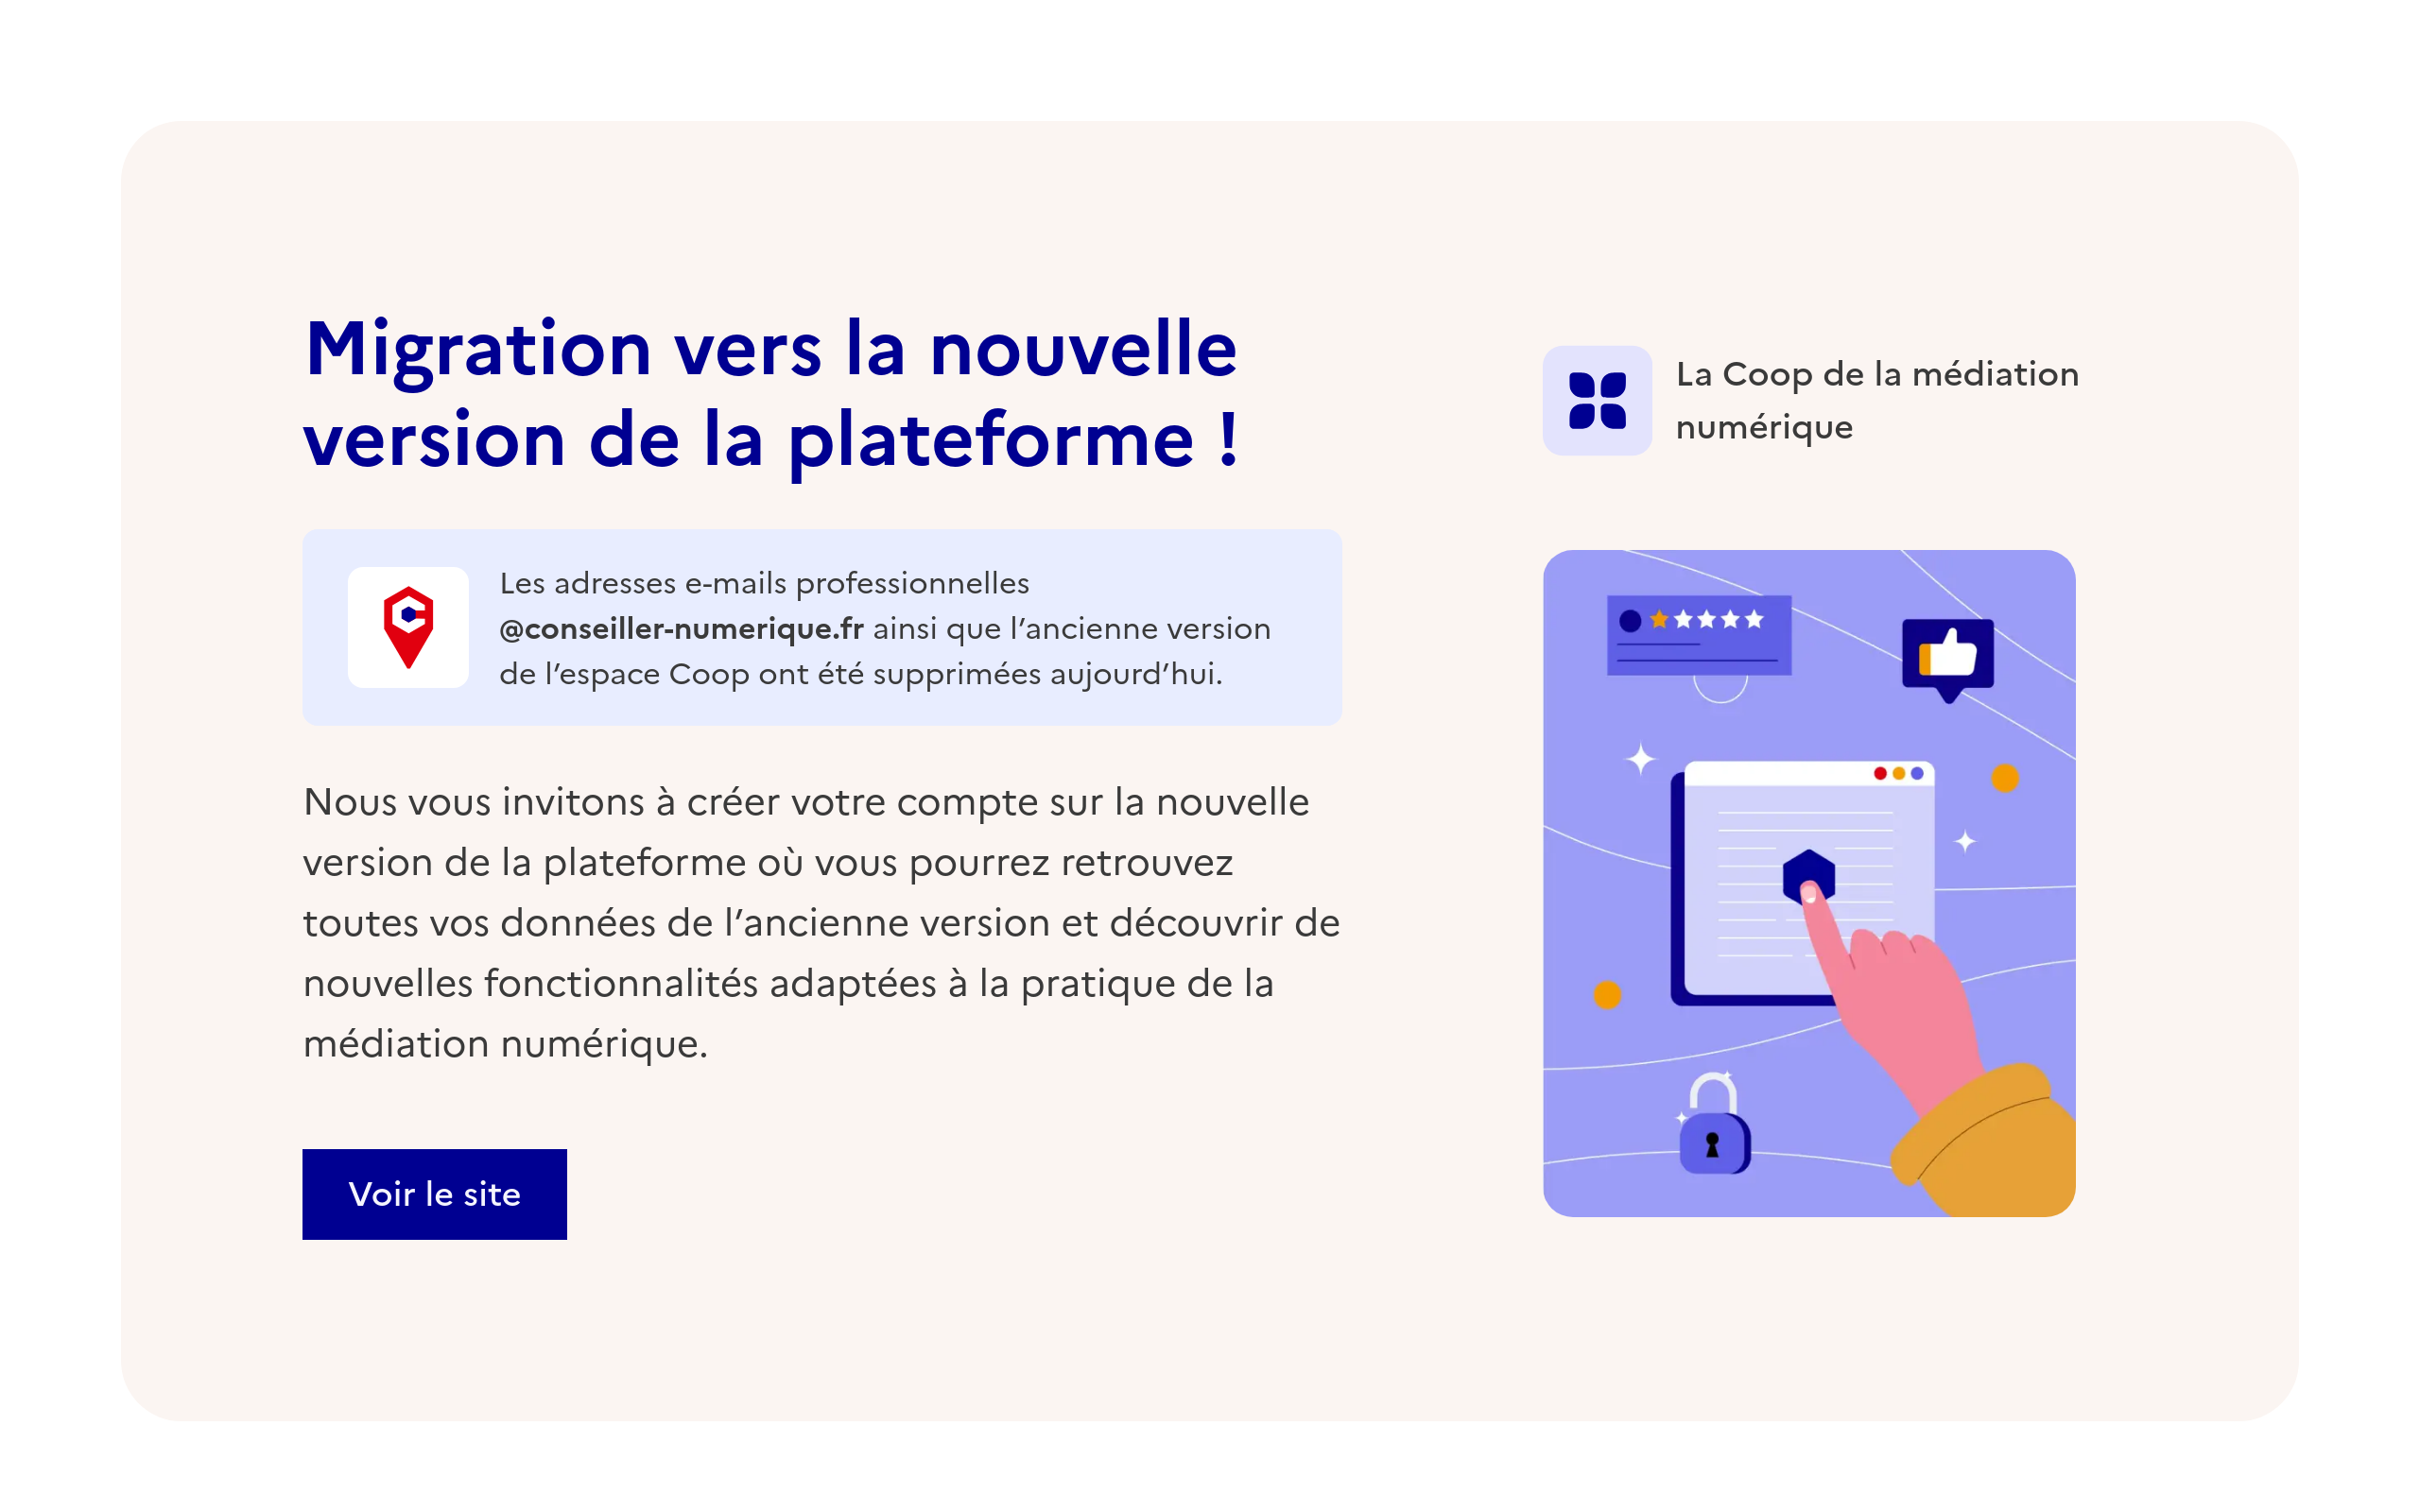 Migration vers la nouvelle
version de la plateforme !
Les adresses e-mails professionnelles
@conseiller-numerique.fr ainsi que l’ancienne version
de l’espace Coop ont été supprimées aujourd’hui.
Nous vous invitons à créer votre compte sur la nouvelle
version de la plateforme où vous pourrez retrouvez
toutes vos données de l’ancienne version et découvrir de
nouvelles fonctionnalités adaptées à la pratique de la
médiation numérique.
Voir le site
La Coop de la médiation
numérique